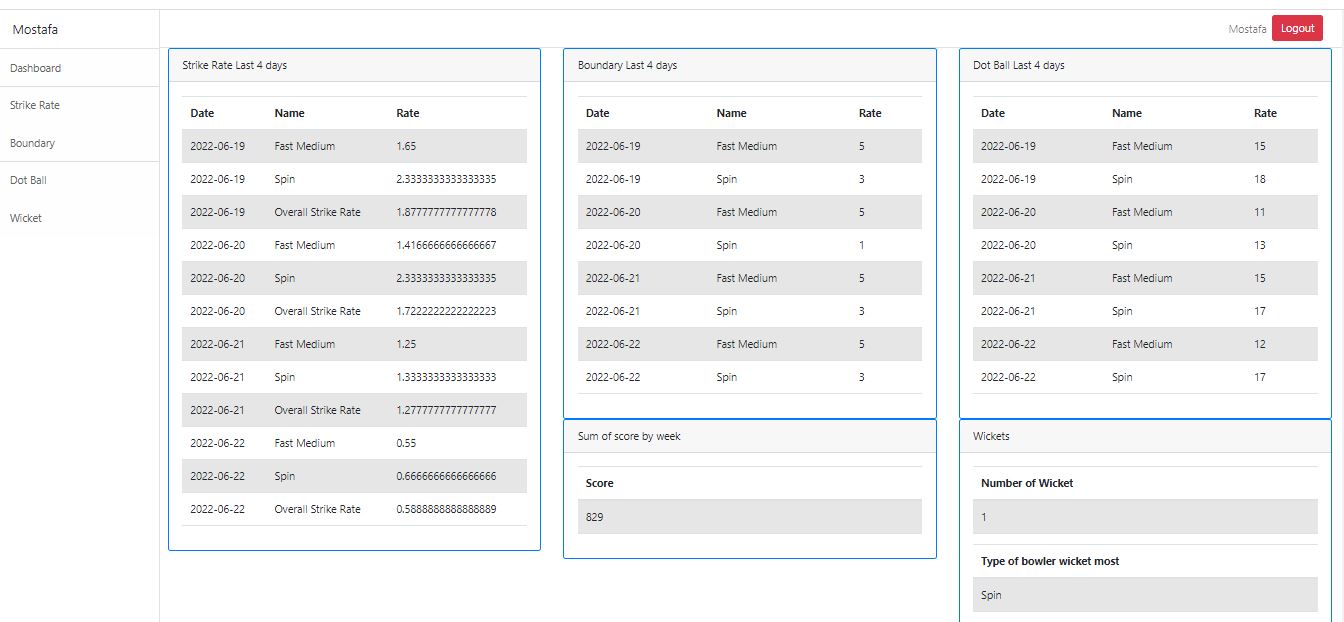 Mostafa
Mostafa Logout
Dashboard
Strike Rate
Boundary
Dot Ball
Wicket
Strike Rate Last 4 days
Date Name Rate
2022-06-19 Fast Medium 1.65
2022-06-19 Spin 2.3333333333333335
2022-06-19 Overall Strike Rate 1.8777777777777778
2022-06-20 Fast Medium 1.4166666666666667
2022-06-20 Spin 2.3333333333333335
2022-06-20 Overall Strike Rate 1.7222222222222223
2022-06-21 Fast Medium 1.25
2022-06-21 Spin 1.3333333333333333
2022-06-21 Overall Strike Rate 1.2777777777777777
2022-06-22 Fast Medium 0.55
2022-06-22 Spin 0.6666666666666666
2022-06-22 Overall Strike Rate 0.5888888888888889
Boundary Last 4 days
Date Name Rate
2022-06-19 Fast Medium 5
2022-06-19 Spin 3
2022-06-20 Fast Medium 5
2022-06-20 Spin 1
2022-06-21 Fast Medium 5
2022-06-21 Spin 3
2022-06-22 Fast Medium 5
2022-06-22 Spin 3
Sum of score by week
Score
829
Dot Ball Last 4 days
Date Name Rate
2022-06-19 Fast Medium 15
2022-06-19 Spin 18
2022-06-20 Fast Medium 11
2022-06-20 Spin 13
2022-06-21 Fast Medium 15
2022-06-21 Spin 17
2022-06-22 Fast Medium 12
2022-06-22 Spin 17
Wickets
Number of Wicket
1
Type of bowler wicket most
Spin